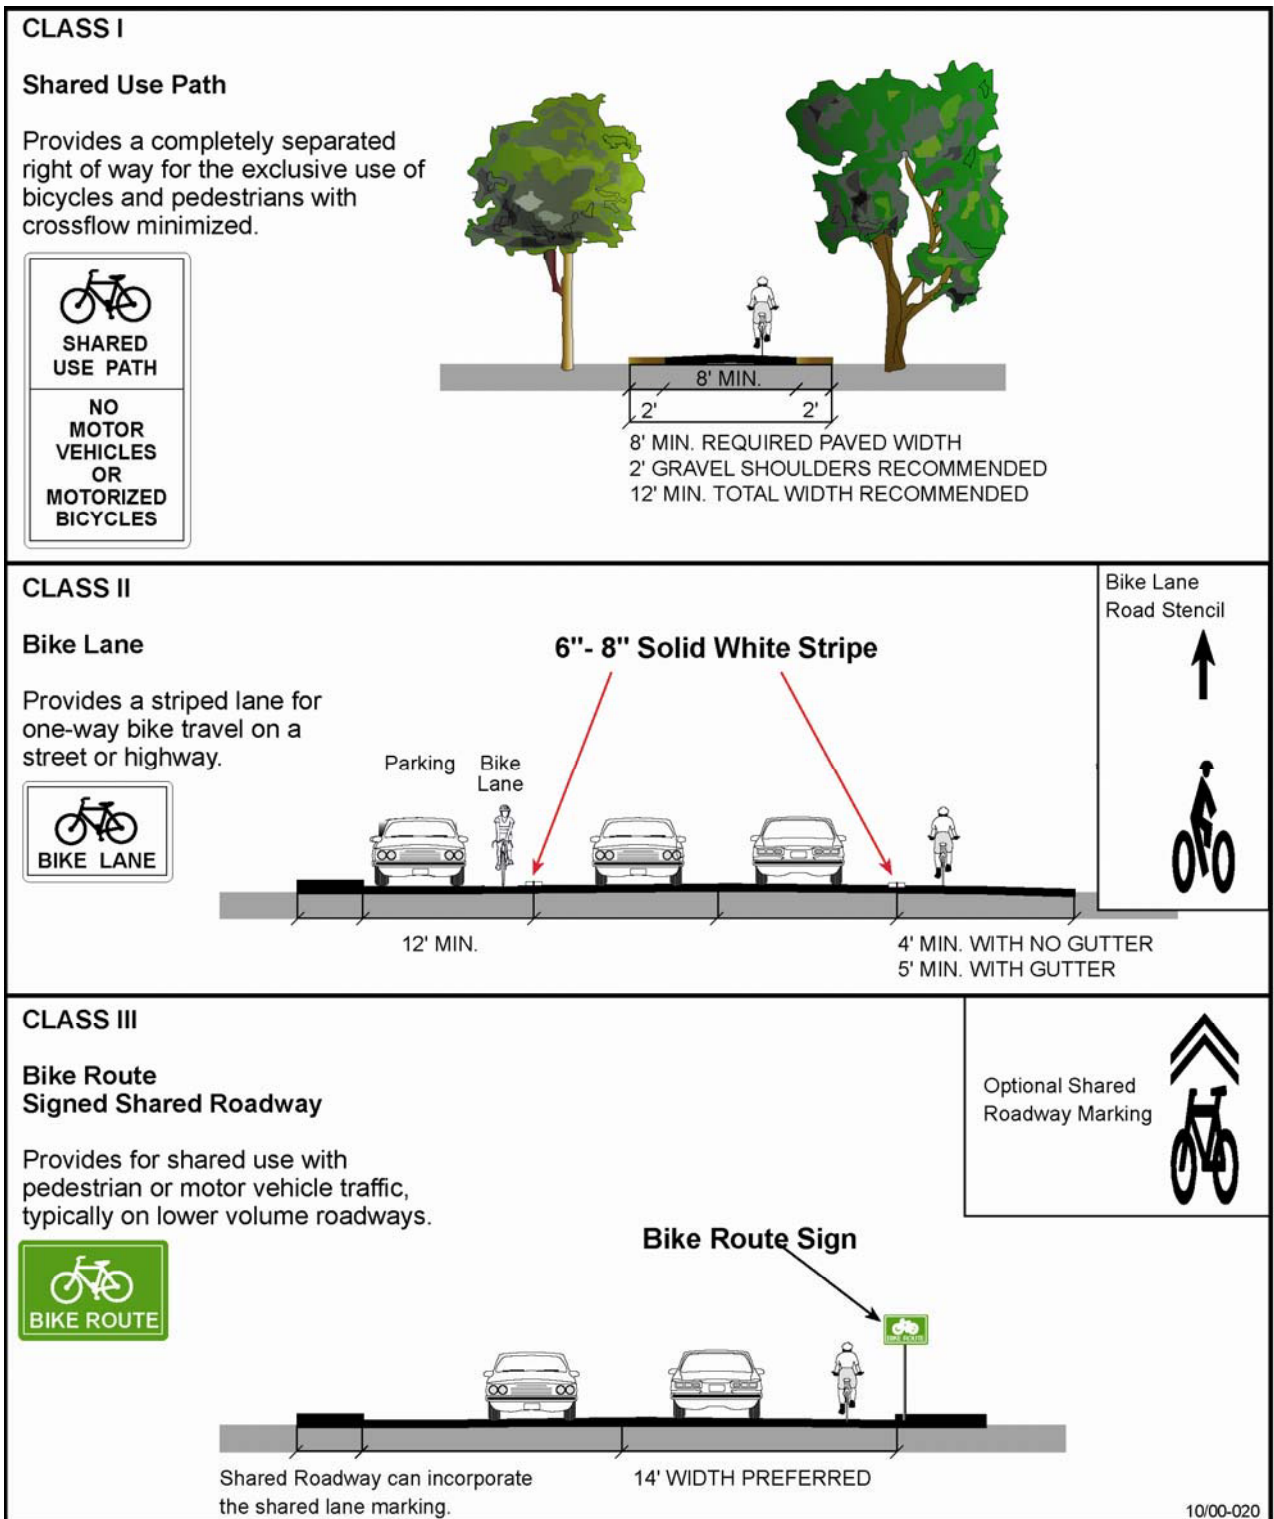 CLASS I
Shared Use Path
Provides a completely separated
right of way for the exclusive use of
bicycles and pedestrians with
crossflow minimized.
SHARED
USE PATH
NO
MOTOR
VEHICLES
OR
MOTORIZED
BICYCLES
8' MIN.
2'
2'
8' MIN. REQUIRED PAVED WIDTH
2' GRAVEL SHOULDERS RECOMMENDED
12' MIN. TOTAL WIDTH RECOMMENDED
CLASS II
Bike Lane
Provides a striped lane for
one-way bike travel on a
street or highway.
BIKE LANE
6"- 8" Solid White Stripe
Parking
Bike
Lane
12' MIN.
4' MIN. WITH NO GUTTER
5' MIN. WITH GUTTER
Bike Lane
Road Stencil
CLASS III
Bike Route
Signed Shared Roadway
Provides for shared use with
pedestrian or motor vehicle traffic,
typically on lower volume roadways.
BIKE ROUTE
Optional Shared
Roadway Marking
Bike Route Sign
BIKE ROUTE
Shared Roadway can incorporate
the shared lane marking.
14' WIDTH PREFERRED
10/00-020